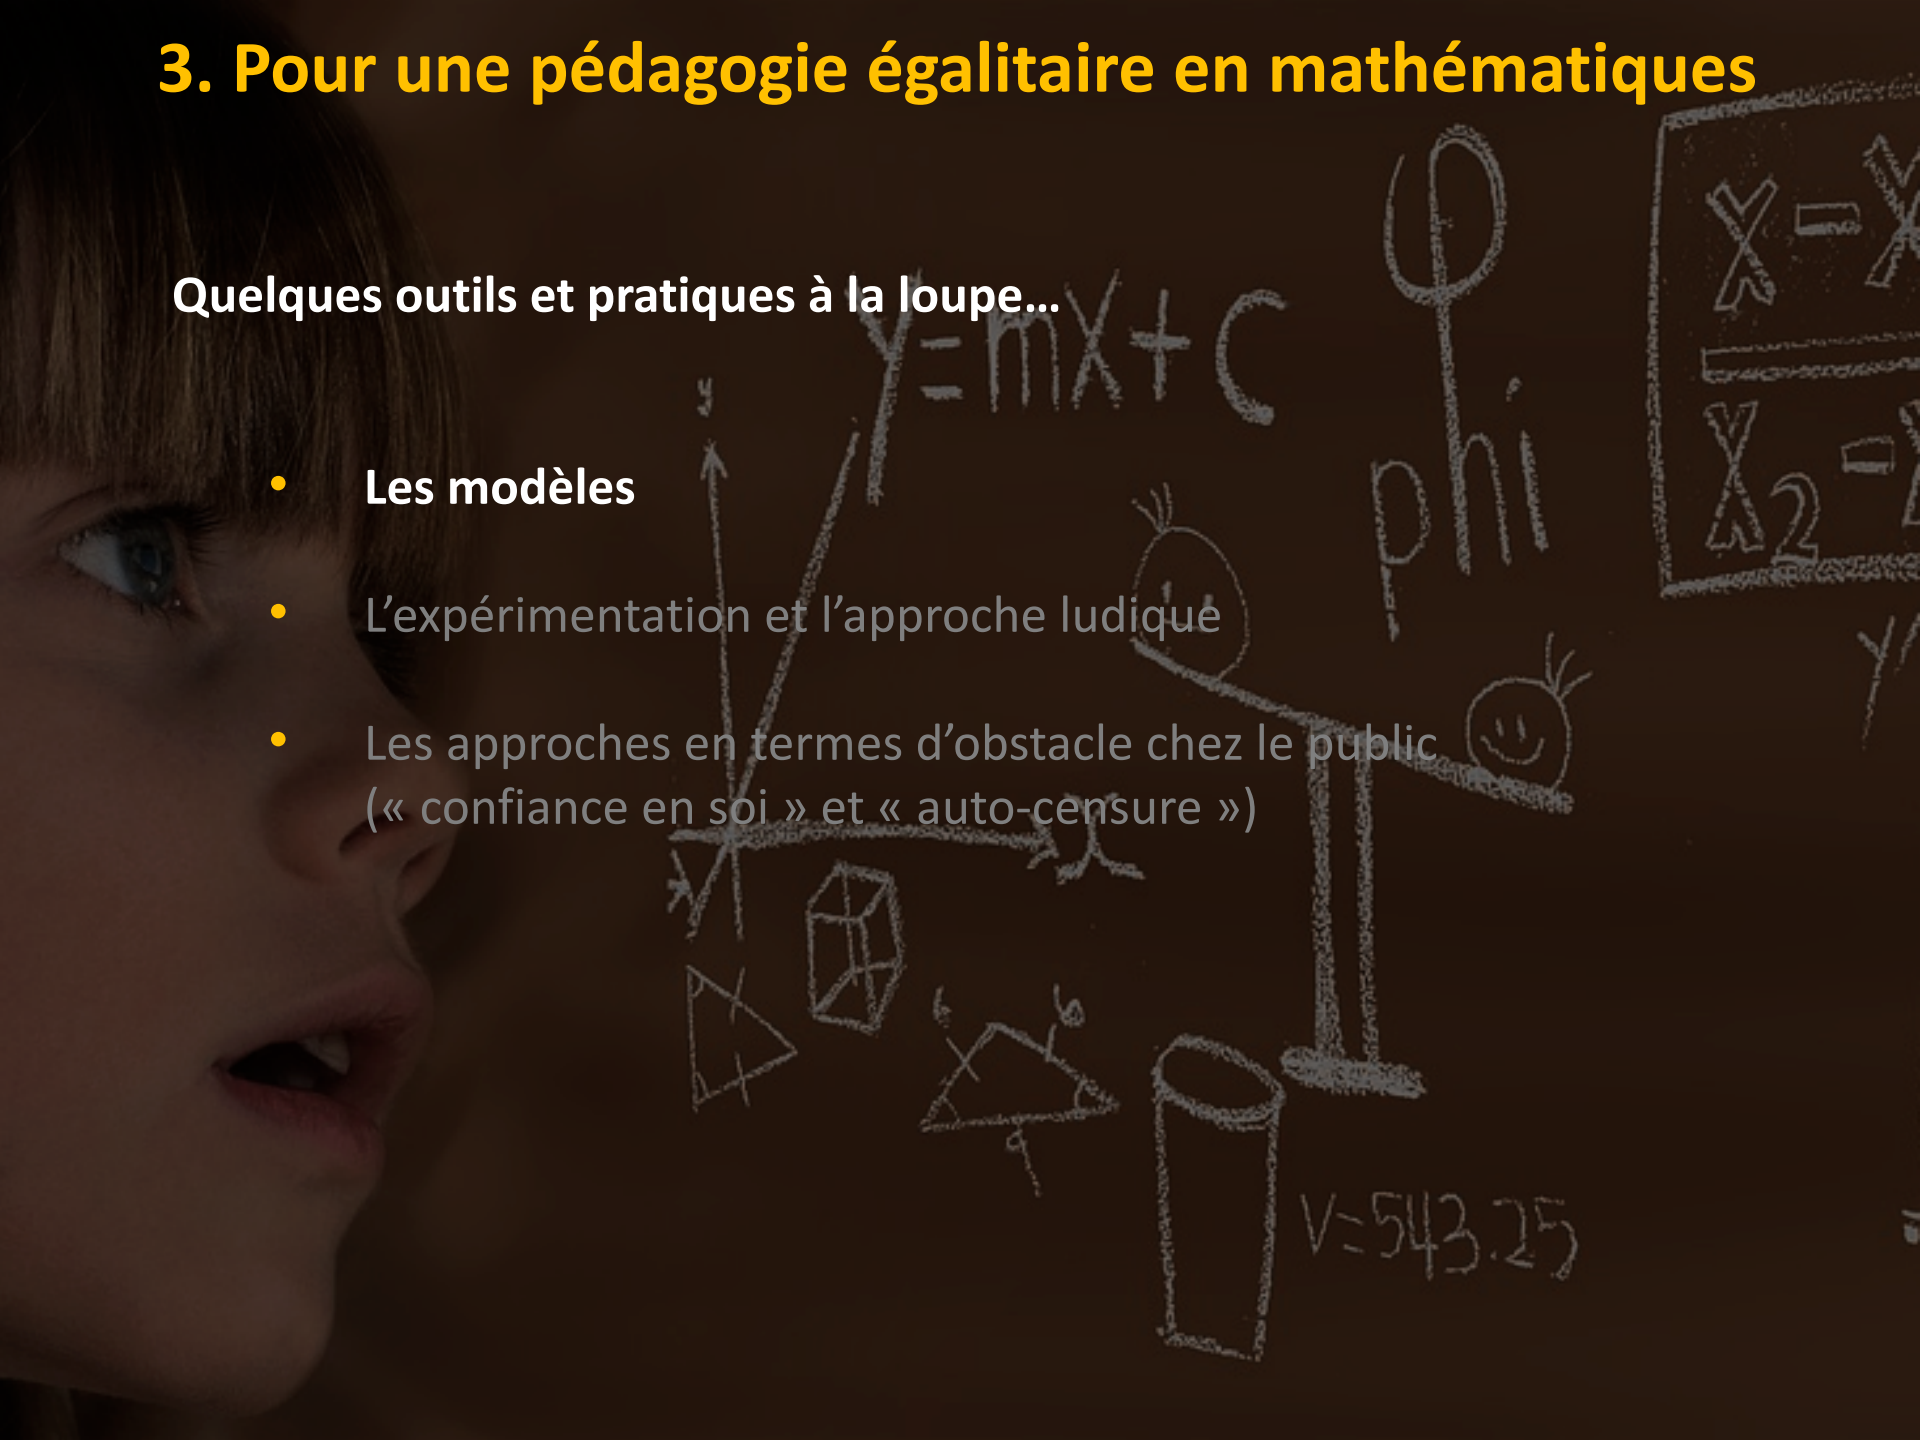 3. Pour une pédagogie égalitaire en mathématiques
Quelques outils et pratiques à la loupe…
y=mx+c
φ
phi
x-x
x2-
y
• Les modèles
• L’expérimentation et l’approche ludique
• Les approches en termes d’obstacle chez le public
(« confiance en soi » et « auto-censure »)
x
b
b
V=543.25